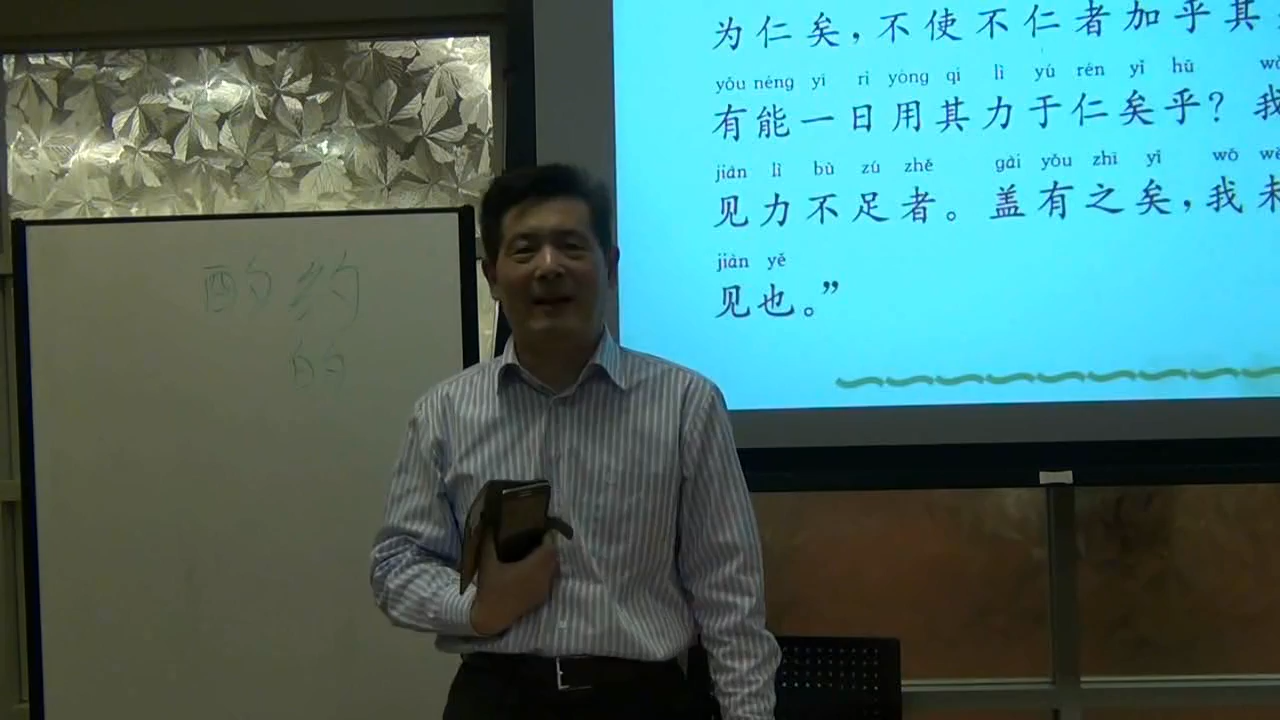 酌 约
的
为仁矣，不使不仁者加乎其
yǒu néng yí rì yòng qí lì yú rén yǐ hū wǒ
有能一日用其力于仁矣乎？我
jiàn lì bù zú zhě gài yǒu zhī yǐ wǒ wèi
见力不足者。盖有之矣，我未
jiàn yě
见也。”